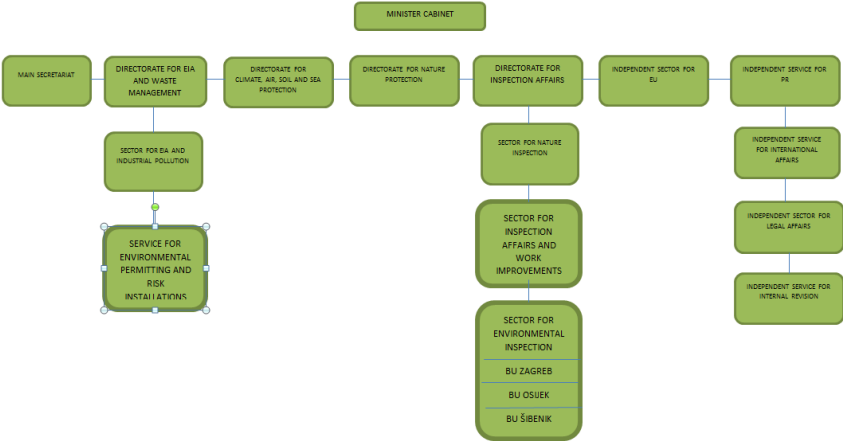 MINISTER CABINET
MAIN SECRETARIAT
DIRECTORATE FOR EIA
AND WASTE
MANAGEMENT
DIRECTORATE FOR
CLIMATE, AIR, SOIL AND SEA
PROTECTION
DIRECTORATE FOR NATURE
PROTECTION
DIRECTORATE FOR
INSPECTION AFFAIRS
INDEPENDENT SECTOR FOR
EU
INDEPENDENT SERVICE FOR
PR
SECTOR FOR EIA AND
INDUSTRIAL POLLUTION
SERVICE FOR
ENVIRONMENTAL
PERMITTING AND
RISK
INSTALLATIONS
SECTOR FOR NATURE
INSPECTION
SECTOR FOR
INSPECTION
AFFAIRS AND
WORK
IMPROVEMENTS
SECTOR FOR
ENVIRONMENTAL
INSPECTION
BU ZAGREB
BU OSIJEK
BU ŠIBENIK
INDEPENDENT SERVICE
FOR INTERNATIONAL
AFFAIRS
INDEPENDENT SECTOR FOR
LEGAL AFFAIRS
INDEPENDENT SERVICE FOR
INTERNAL REVISION